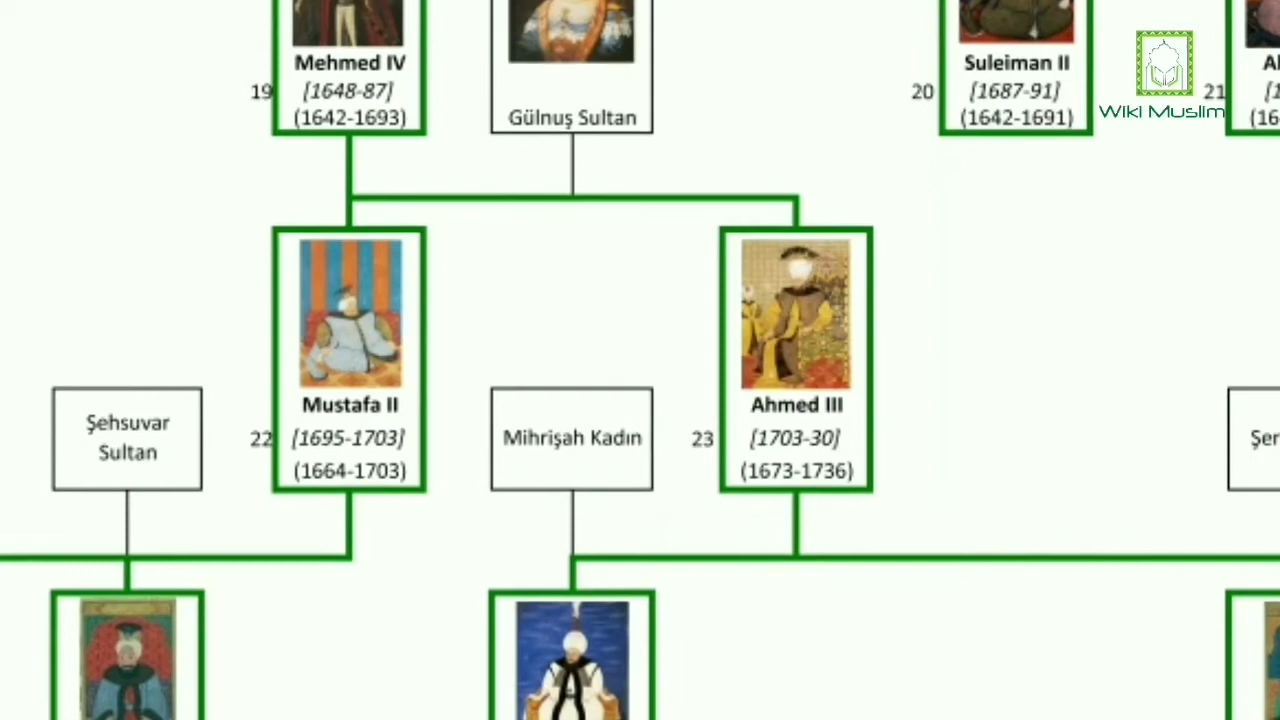 Mehmed IV
19
[1648-87]
(1642-1693)
Gülnuş Sultan
Suleiman II
20
[1687-91]
(1642-1691)
Wiki Muslim
21
Mustafa II
22
[1695-1703]
(1664-1703)
Ahmed III
23
[1703-30]
(1673-1736)
Şehsuvar
Sultan
Mihrişah Kadın